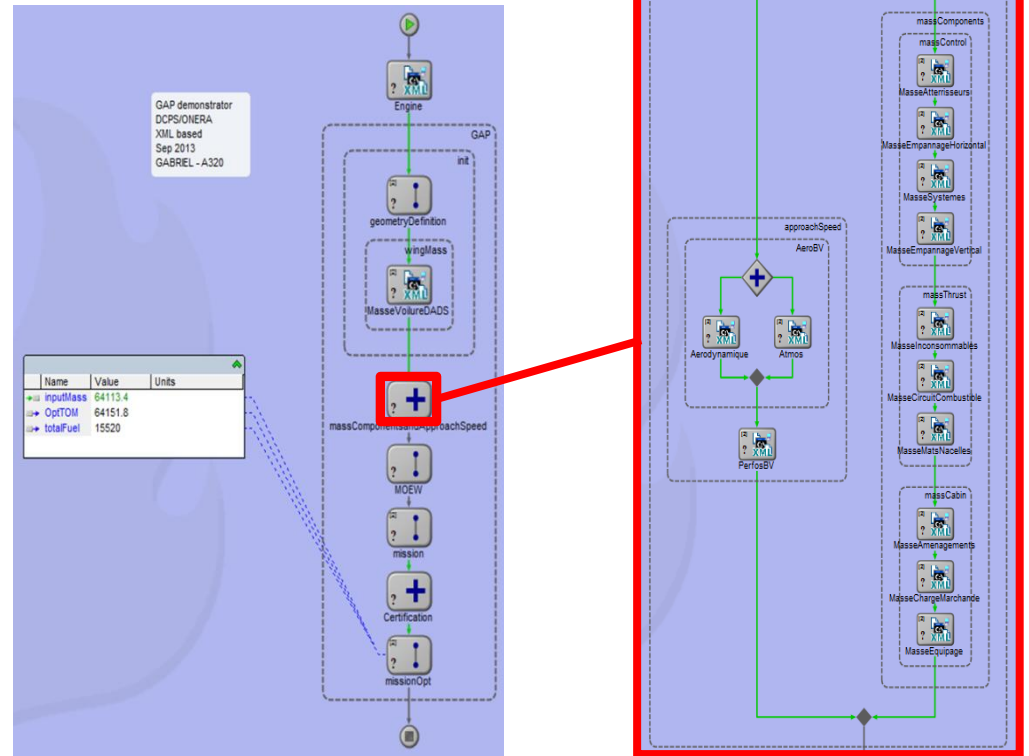 Engine
GAP demonstrator
DCPS/ONERA
XML based
Sep 2013
GABRIEL - A320
GAP
init
geometryDefinition
wingMass
MasseVoilureDADS
Name Value Units
inputMass 64113.4
OptTOM 64151.8
totalFuel 15520
massComponentsandApproachSpeed
MOEW
mission
Certification
missionOpt
approachSpeed
AeroBV
Aerodynamique
Atmos
PerfosBV
massComponents
massControl
MasseAtterrisseurs
MasseEmpannageHorizontal
MasseSystemes
MasseEmpannageVertical
massThrust
MasseInconsommables
MasseCircuitCombustible
MasseMatsNacelles
massCabin
MasseAmenagements
MasseChargeMarchande
MasseEquipage